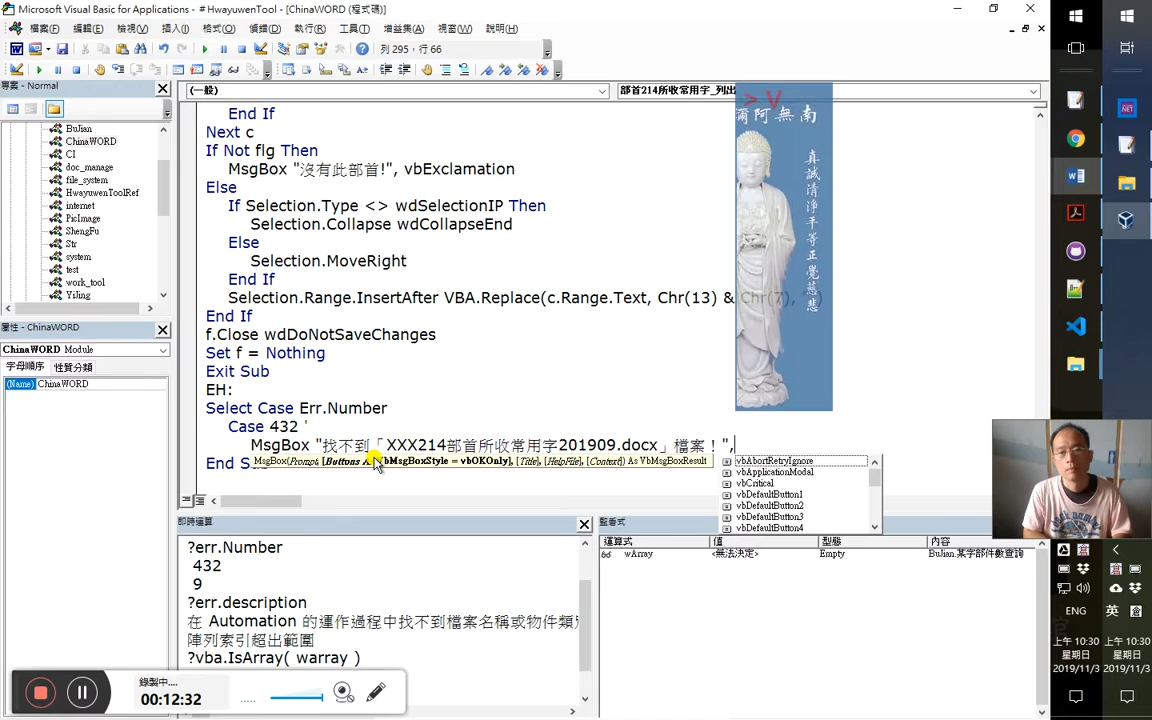 Microsoft Visual Basic for Applications - #HwayuwenTool - [ChinaWORD (程式碼)]
檔案(F) 編輯(E) 檢視(V) 插入(I) 格式(O) 偵錯(D) 執行(R) 工具(T) 增益集(A) 視窗(W) 說明(H)
列 295，行 66
專案 - Normal
(一般)
部首214所收常用字_列出
BuJian
ChinaWORD
CI
doc_manage
file_system
HwayuwenToolRef
internet
PicImage
ShengFu
Str
system
test
work_tool
YiJing
屬性 - ChinaWORD
ChinaWORD Module
字母順序 性質分類
(Name) ChinaWORD
End If
Next c
If Not flg Then
MsgBox "沒有此部首!", vbExclamation
Else
If Selection.Type <> wdSelectionIP Then
Selection.Collapse wdCollapseEnd
Else
Selection.MoveRight
End If
Selection.Range.InsertAfter VBA.Replace(c.Range.Text, Chr(13) & Chr(7), "")
End If
f.Close wdDoNotSaveChanges
Set f = Nothing
Exit Sub
EH:
Select Case Err.Number
Case 432 '
MsgBox "找不到「XXX214部首所收常用字201909.docx」檔案！",
MsgBox(Prompt, [Buttons As VbMsgBoxStyle = vbOKOnly], [Title], [HelpFile], [Context]) As VbMsgBoxResult
End Sub
vbAbortRetryIgnore
vbApplicationModal
vbCritical
vbDefaultButton1
vbDefaultButton2
vbDefaultButton3
vbDefaultButton4
> V
南無阿彌
真誠清淨平等正覺慈悲
即時運算
?err.Number
432
9
?err.description
在 Automation 的運作過程中找不到檔案名稱或物件類別
陣列索引超出範圍
?vba.IsArray( warray )
監看式
運算式 值 型態 內容
wArray <無法決定> Empty BuJian.某字部件數查詢
錄製中....
00:12:32
ENG
英
上午 10:30
星期日
2019/11/3
上午 10:30
星期日
2019/11/3